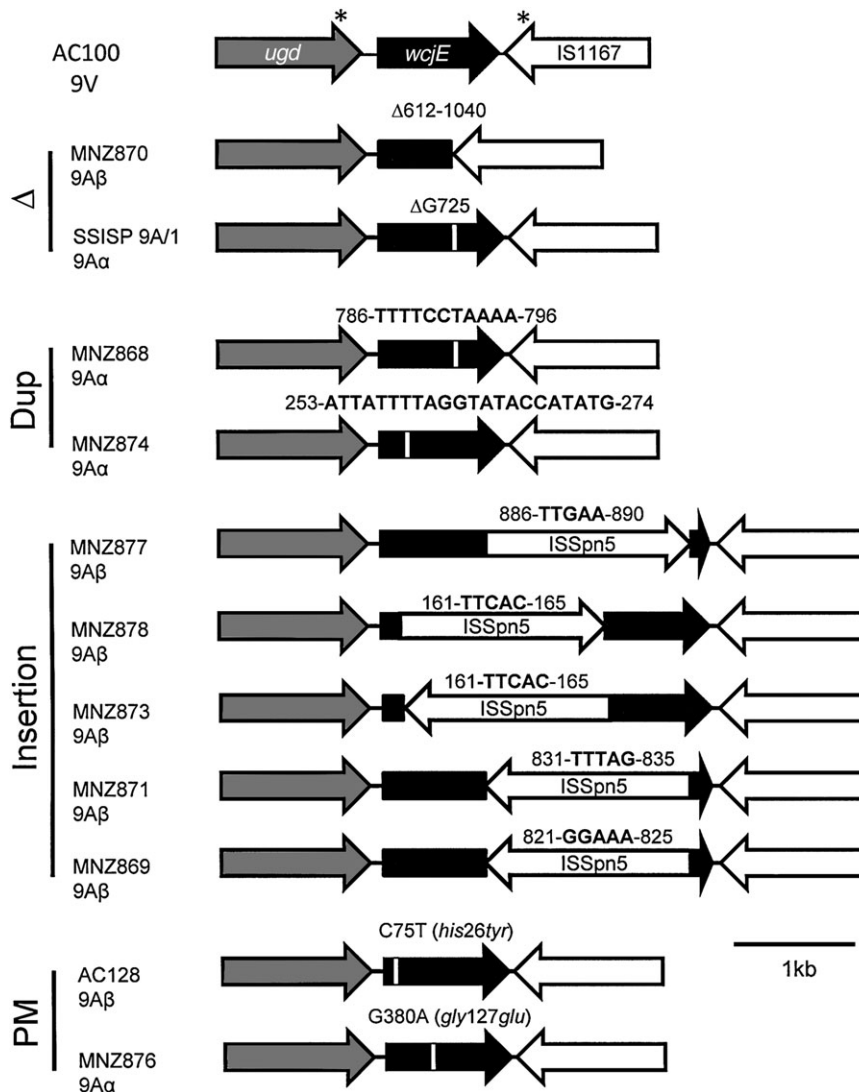 * *
AC100
9V
ugd wcjE IS1167
Δ612-1040
MNZ870
9Aβ
Δ
ΔG725
SSISP 9A/1
9Aα
786-TTTTCCTAAAA-796
MNZ868
9Aα
Dup
253-ATTATTTTAGGTATACCATATG-274
MNZ874
9Aα
886-TTGAA-890
MNZ877
9Aβ
ISSpn5
161-TTCAC-165
MNZ878
9Aβ
ISSpn5
Insertion
161-TTCAC-165
MNZ873
9Aβ
ISSpn5
831-TTTAG-835
MNZ871
9Aβ
ISSpn5
821-GGAAA-825
MNZ869
9Aβ
ISSpn5
1kb
C75T (his26tyr)
AC128
9Aβ
PM
G380A (gly127glu)
MNZ876
9Aα